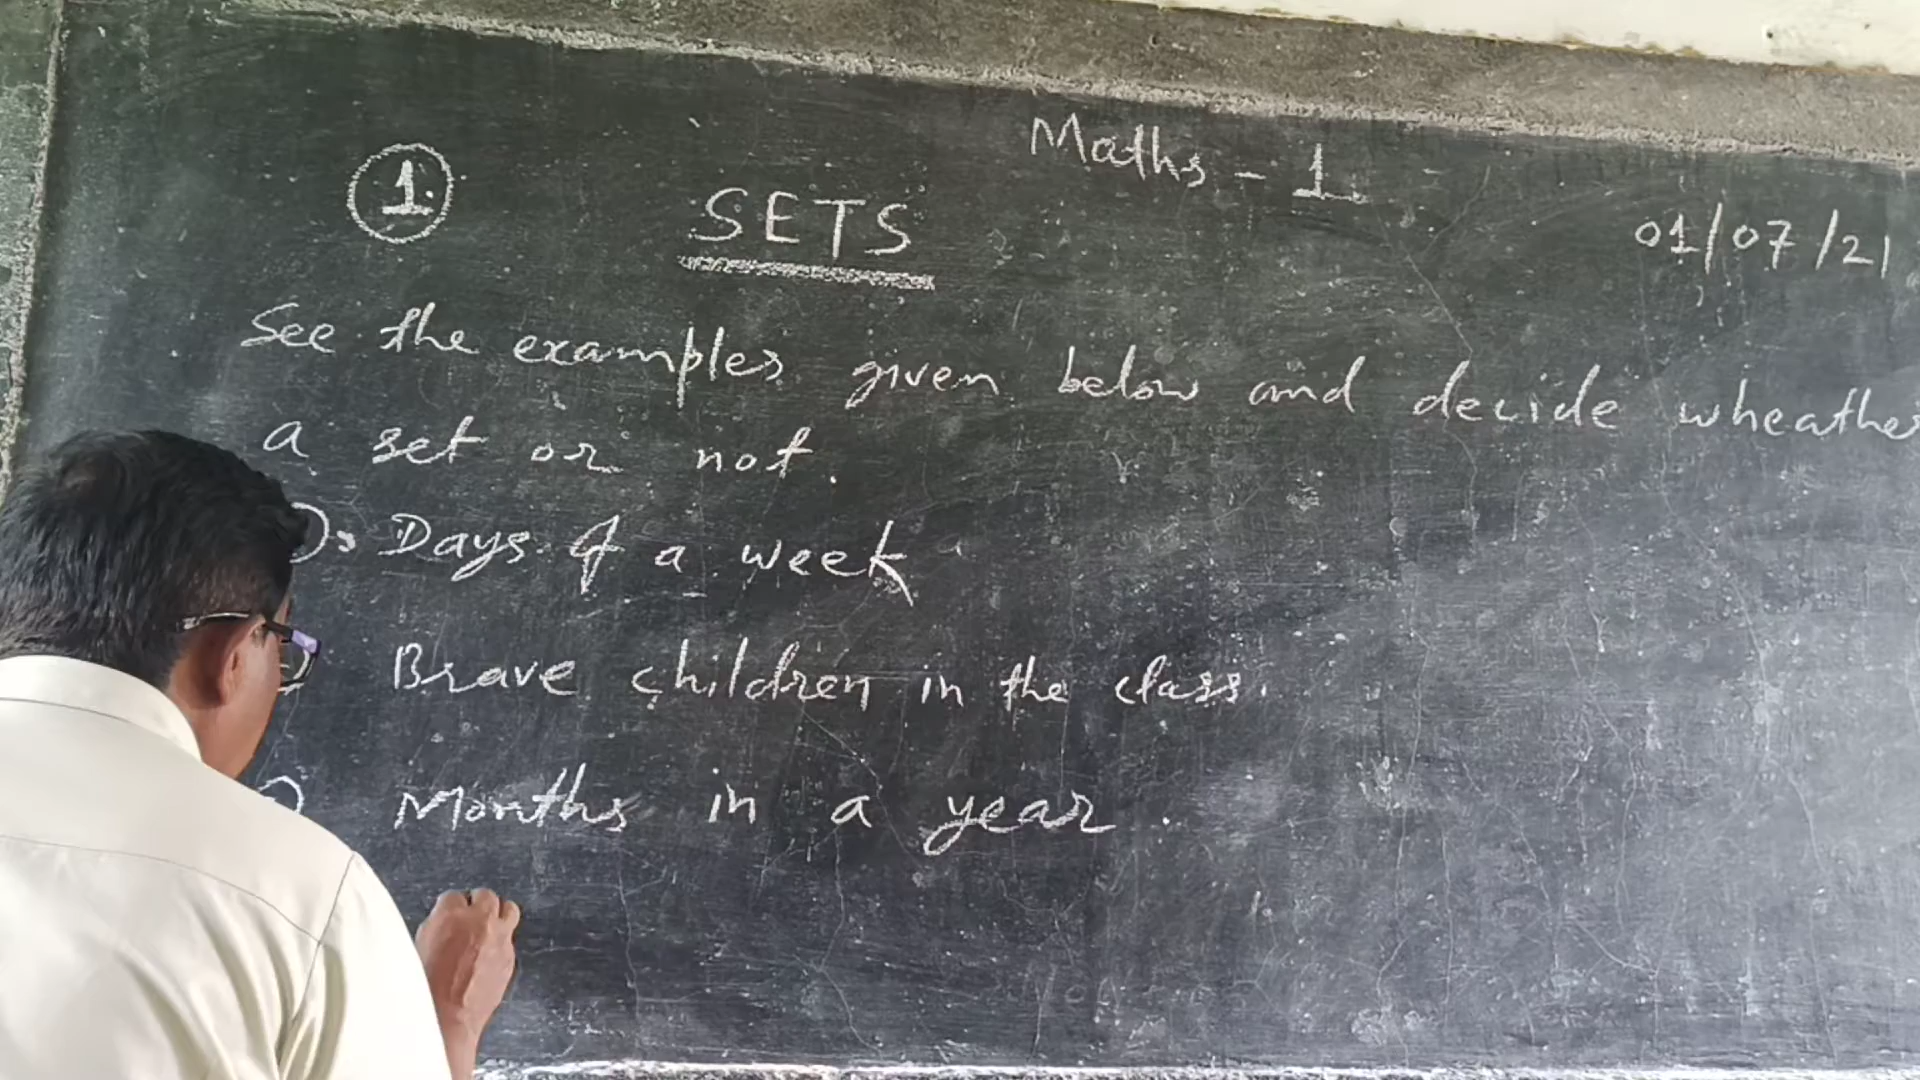 Maths - 1.
①
SETS
01/07/21
See the examples given below and decide wheather
a set or not.
Days of a week
Brave children in the class.
Months in a year.